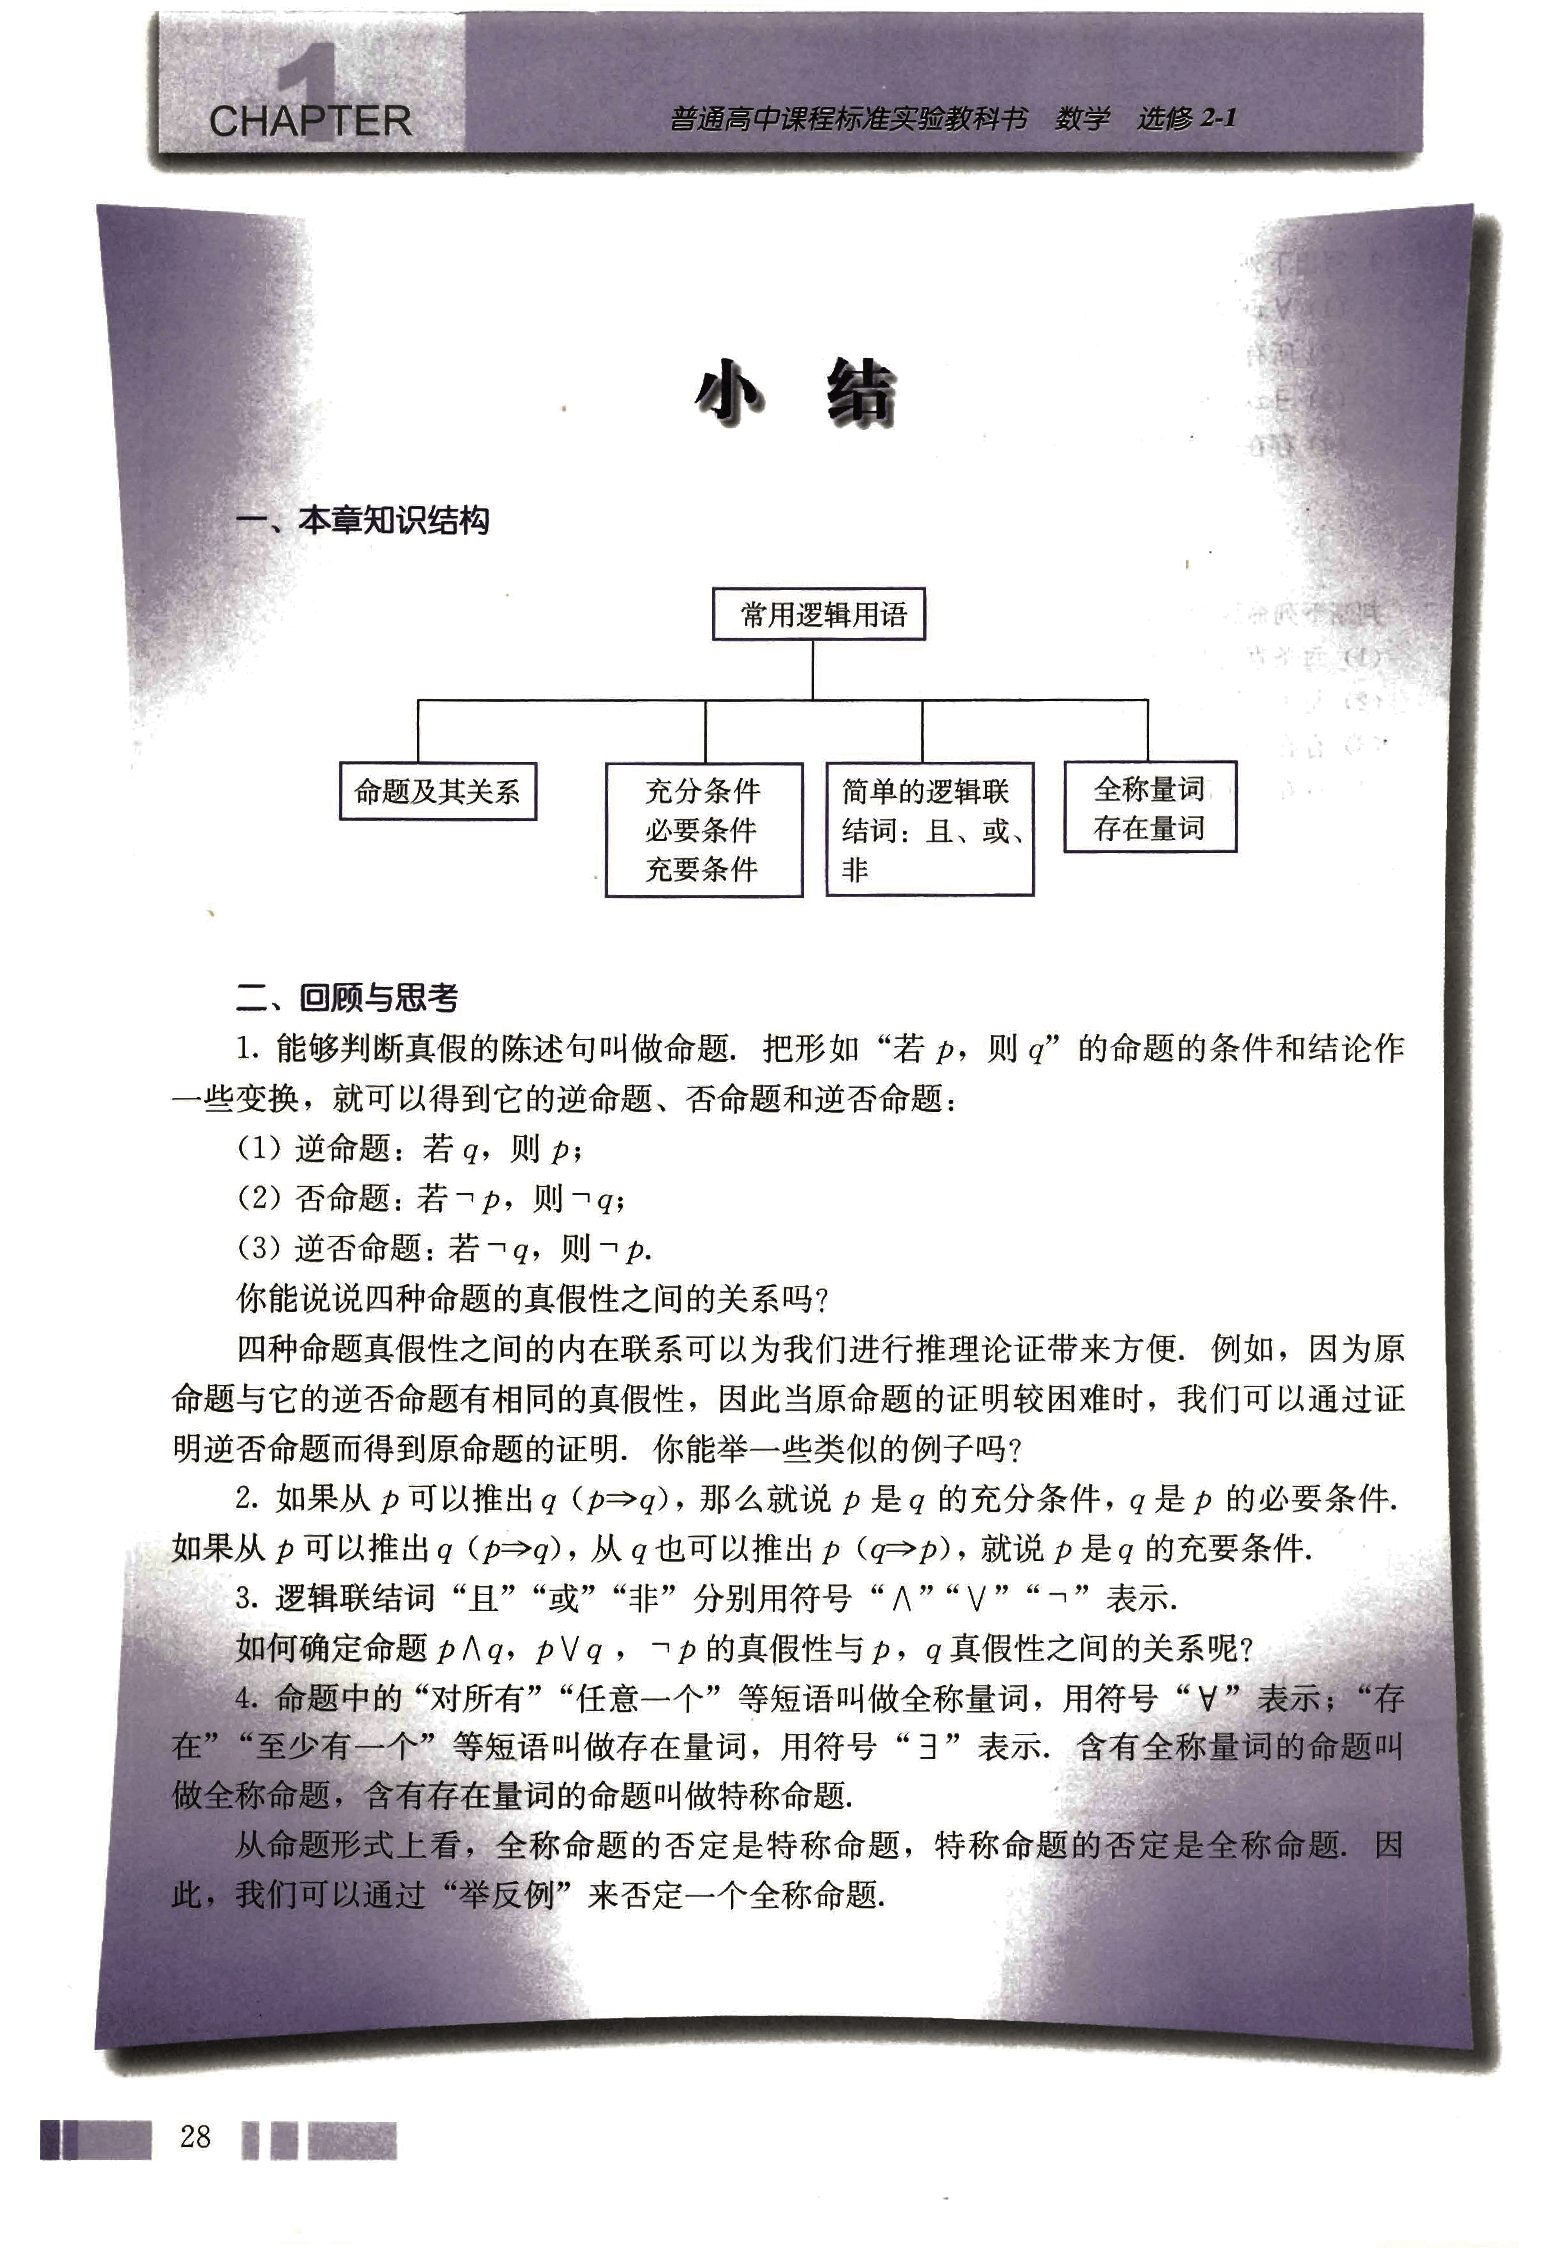 1
CHAPTER
普通高中课程标准实验教科书 数学 选修 2-1
小 结
一、本章知识结构
常用逻辑用语
命题及其关系
充分条件
必要条件
充要条件
简单的逻辑联
结词：且、或、
非
全称量词
存在量词
二、回顾与思考
1. 能够判断真假的陈述句叫做命题. 把形如“若 p，则 q”的命题的条件和结论作
一些变换，就可以得到它的逆命题、否命题和逆否命题：
（1）逆命题：若 q，则 p；
（2）否命题：若 ¬p，则 ¬q；
（3）逆否命题：若 ¬q，则 ¬p.
你能说说四种命题的真假性之间的关系吗？
四种命题真假性之间的内在联系可以为我们进行推理论证带来方便. 例如，因为原
命题与它的逆否命题有相同的真假性，因此当原命题的证明较困难时，我们可以通过证
明逆否命题而得到原命题的证明. 你能举一些类似的例子吗？
2. 如果从 p 可以推出 q（p⇒q），那么就说 p 是 q 的充分条件，q 是 p 的必要条件.
如果从 p 可以推出 q（p⇒q），从 q 也可以推出 p（q⇒p），就说 p 是 q 的充要条件.
3. 逻辑联结词“且”“或”“非”分别用符号“∧”“∨”“¬”表示.
如何确定命题 p∧q，p∨q，¬p 的真假性与 p，q 真假性之间的关系呢？
4. 命题中的“对所有”“任意一个”等短语叫做全称量词，用符号“∀”表示；“存
在”“至少有一个”等短语叫做存在量词，用符号“∃”表示. 含有全称量词的命题叫
做全称命题，含有存在量词的命题叫做特称命题.
从命题形式上看，全称命题的否定是特称命题，特称命题的否定是全称命题. 因
此，我们可以通过“举反例”来否定一个全称命题.
28